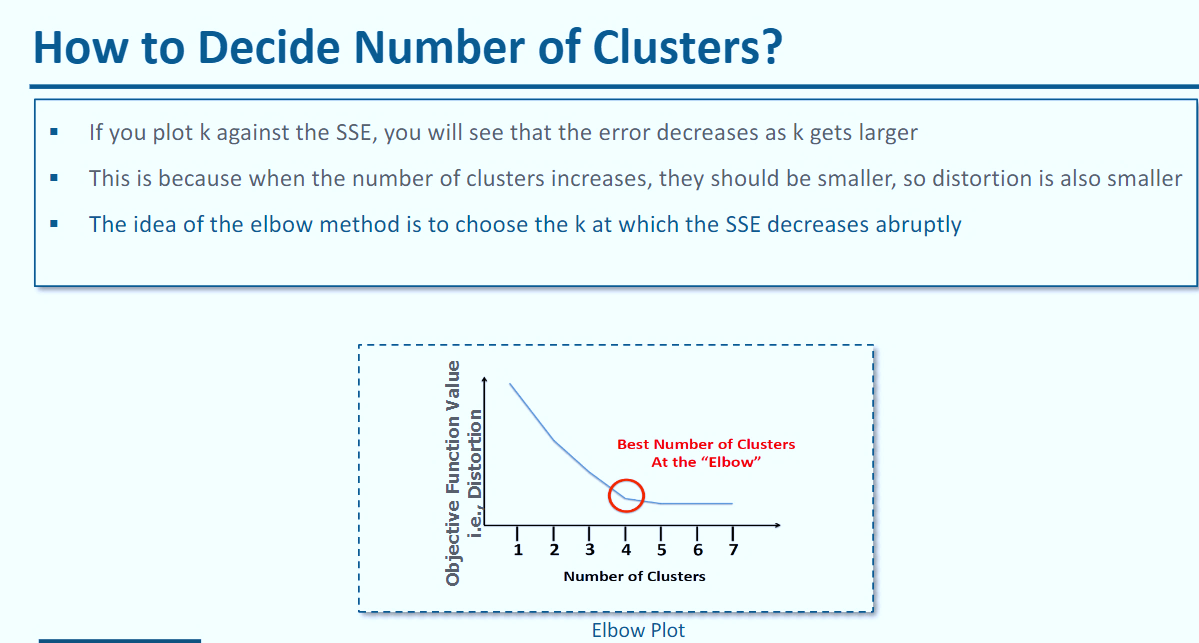 How to Decide Number of Clusters?
▪ If you plot k against the SSE, you will see that the error decreases as k gets larger
▪ This is because when the number of clusters increases, they should be smaller, so distortion is also smaller
▪ The idea of the elbow method is to choose the k at which the SSE decreases abruptly
Objective Function Value
i.e., Distortion
Best Number of Clusters
At the “Elbow”
1 2 3 4 5 6 7
Number of Clusters
Elbow Plot